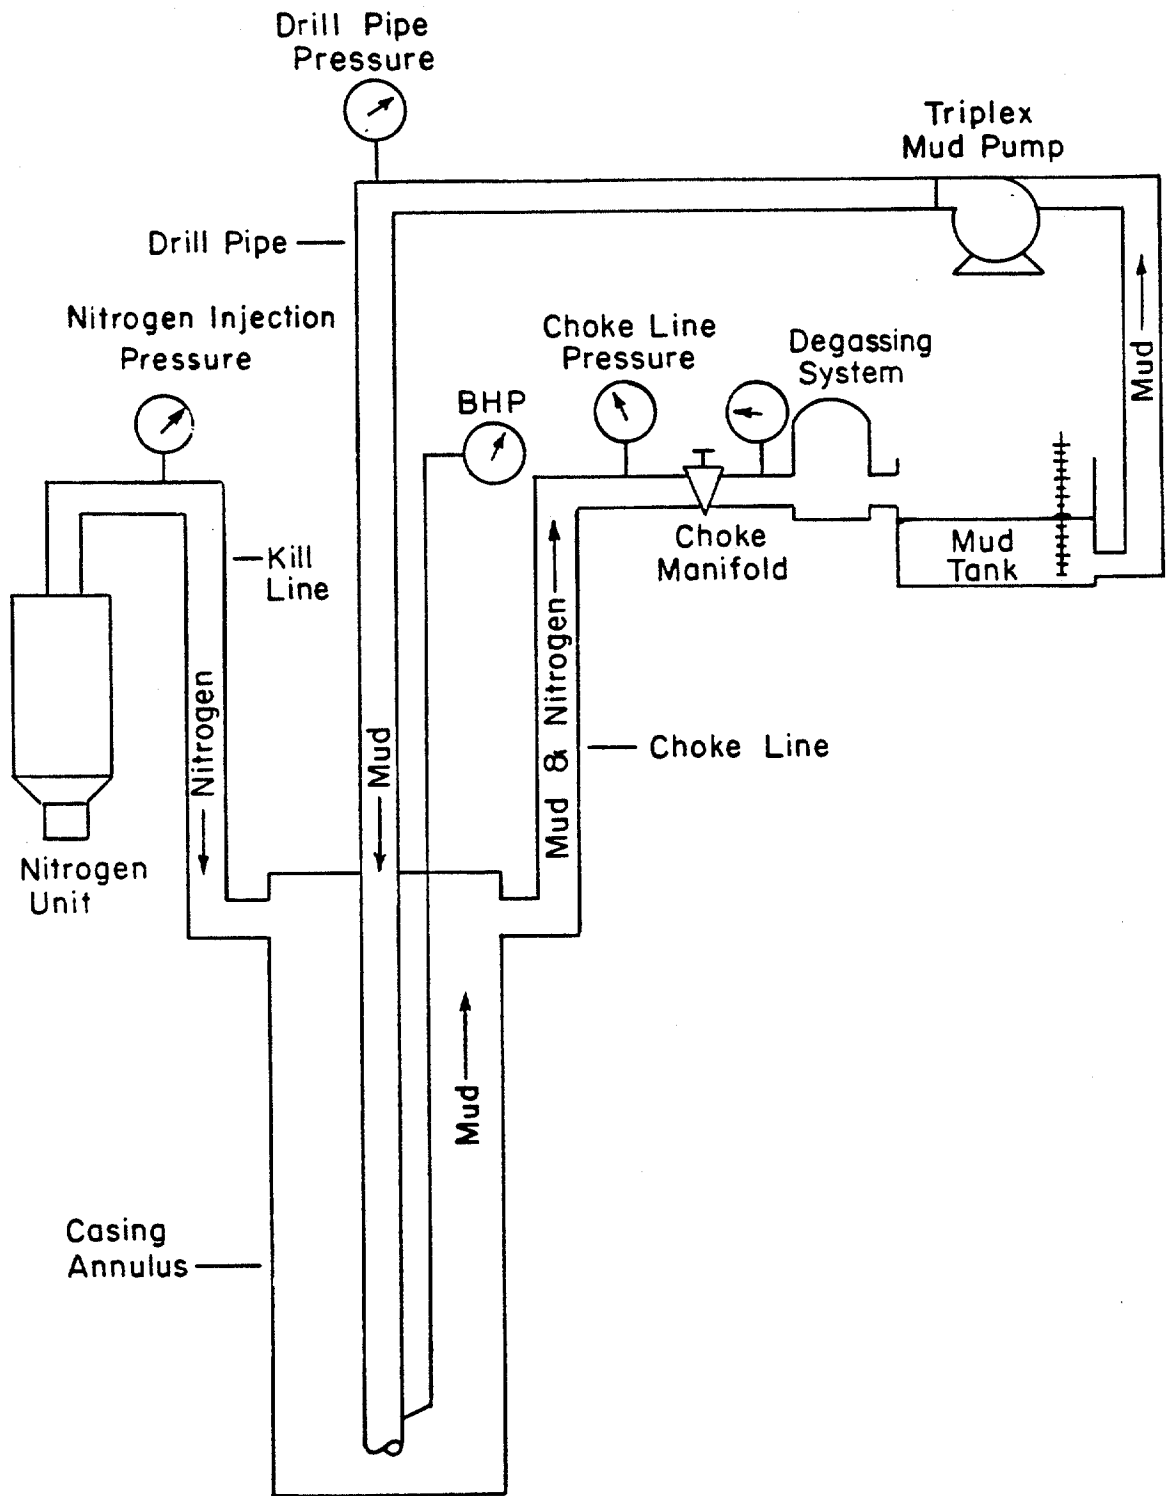 Drill Pipe
Pressure
Triplex
Mud Pump
Drill Pipe
Nitrogen Injection
Pressure
Choke Line
Pressure
Degassing
System
BHP
Mud
Kill
Line
Choke
Manifold
Mud
Tank
Nitrogen
Mud
Mud & Nitrogen
Choke Line
Nitrogen
Unit
Mud
Casing
Annulus